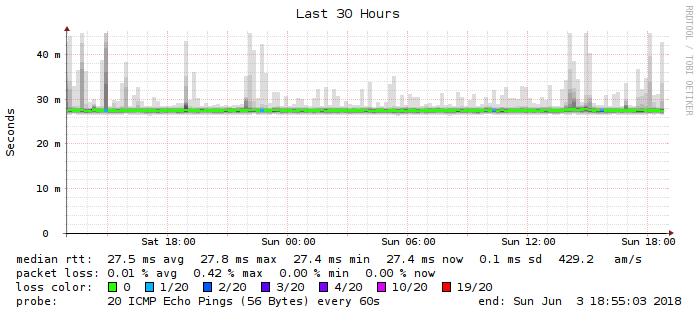 Last 30 Hours
RRDTOOL / TOBI OETIKER
Seconds
40 m
30 m
20 m
10 m
0
Sat 18:00 Sun 00:00 Sun 06:00 Sun 12:00 Sun 18:00
median rtt: 27.5 ms avg 27.8 ms max 27.4 ms min 27.4 ms now 0.1 ms sd 429.2 am/s
packet loss: 0.01 % avg 0.42 % max 0.00 % min 0.00 % now
loss color: 0 1/20 2/20 3/20 4/20 10/20 19/20
probe: 20 ICMP Echo Pings (56 Bytes) every 60s end: Sun Jun 3 18:55:03 2018